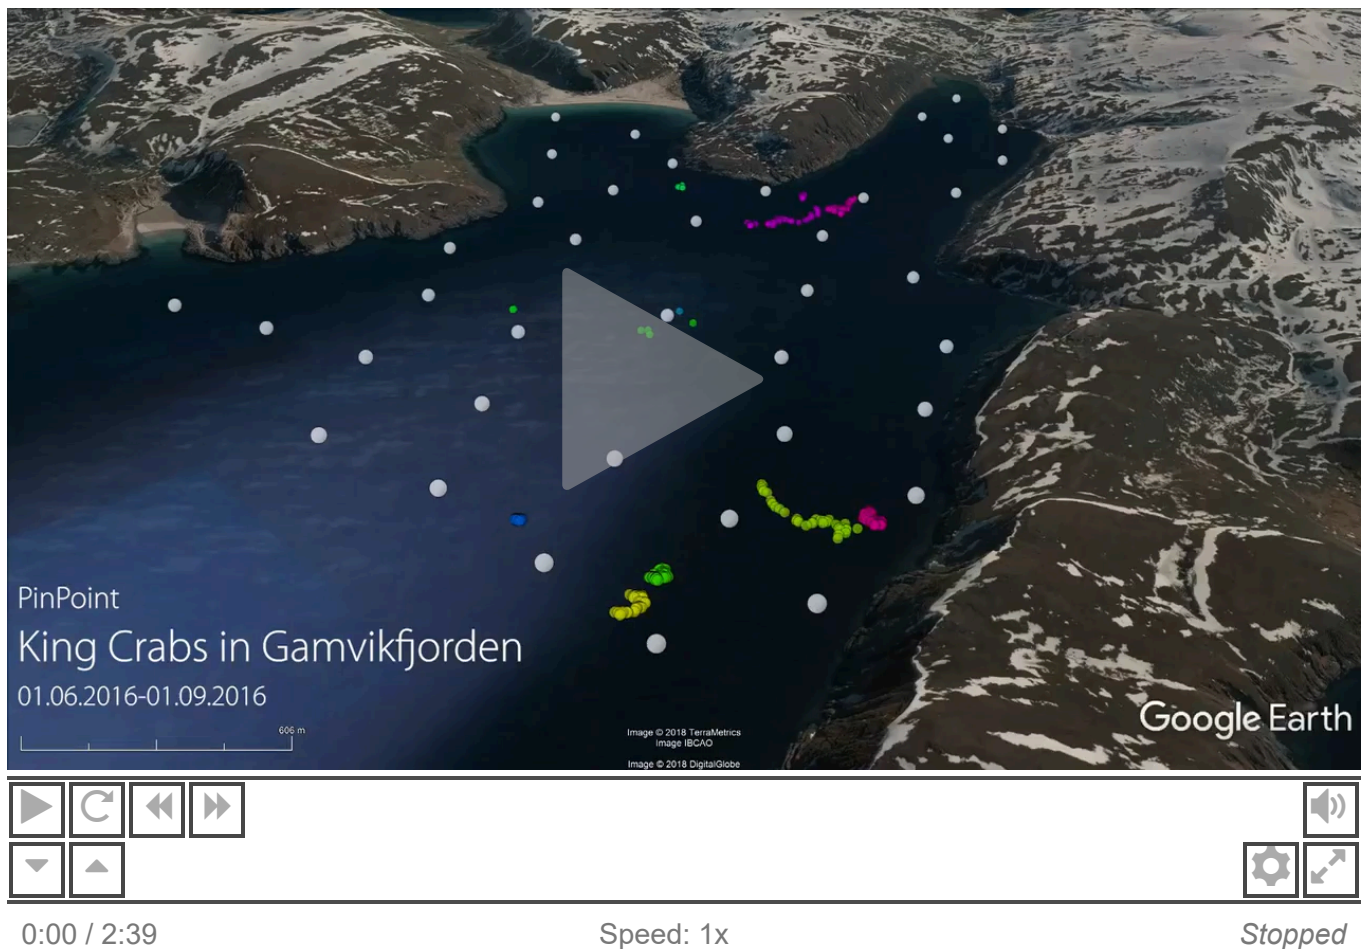 PinPoint
King Crabs in Gamvikfjorden
01.06.2016-01.09.2016
606 m
Image © 2018 TerraMetrics
Image IBCAO
Image © 2018 DigitalGlobe
Google Earth
0:00 / 2:39
Speed: 1x
Stopped